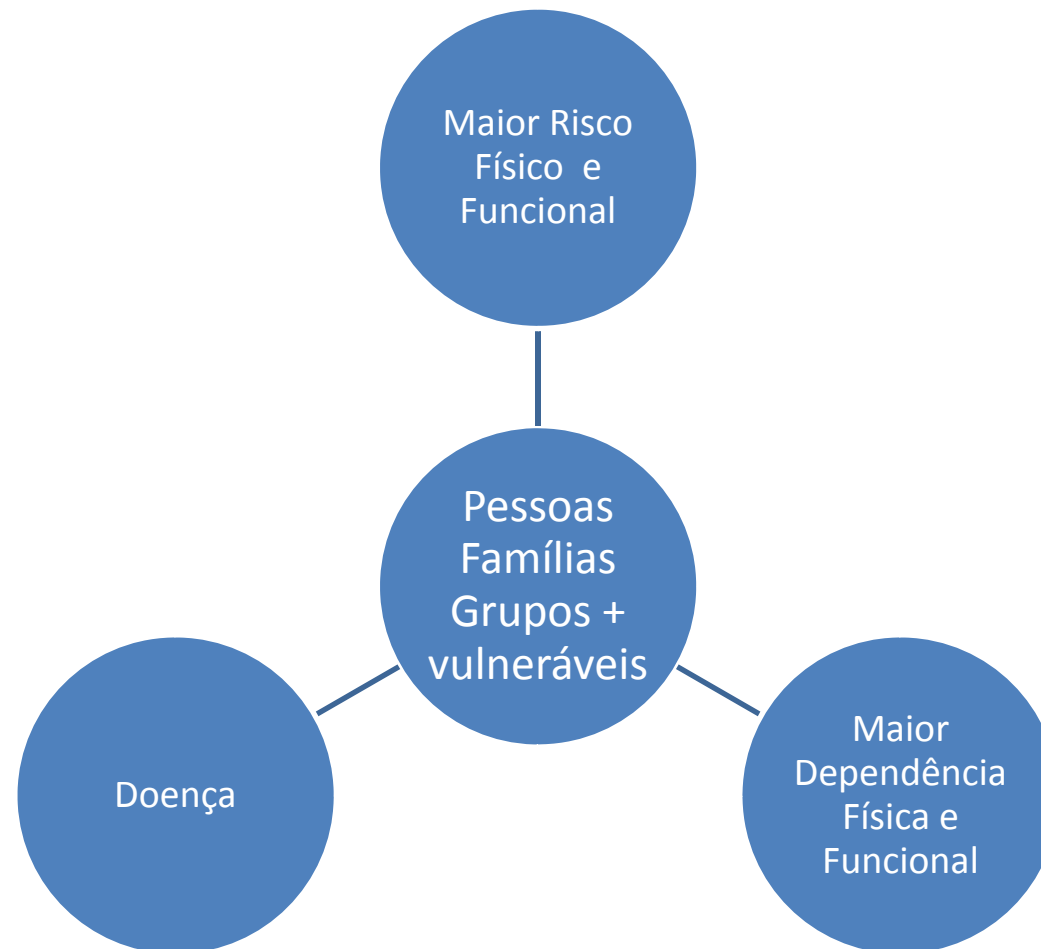 Maior Risco
Físico e
Funcional
Pessoas
Famílias
Grupos +
vulneráveis
Doença
Maior
Dependência
Física e
Funcional